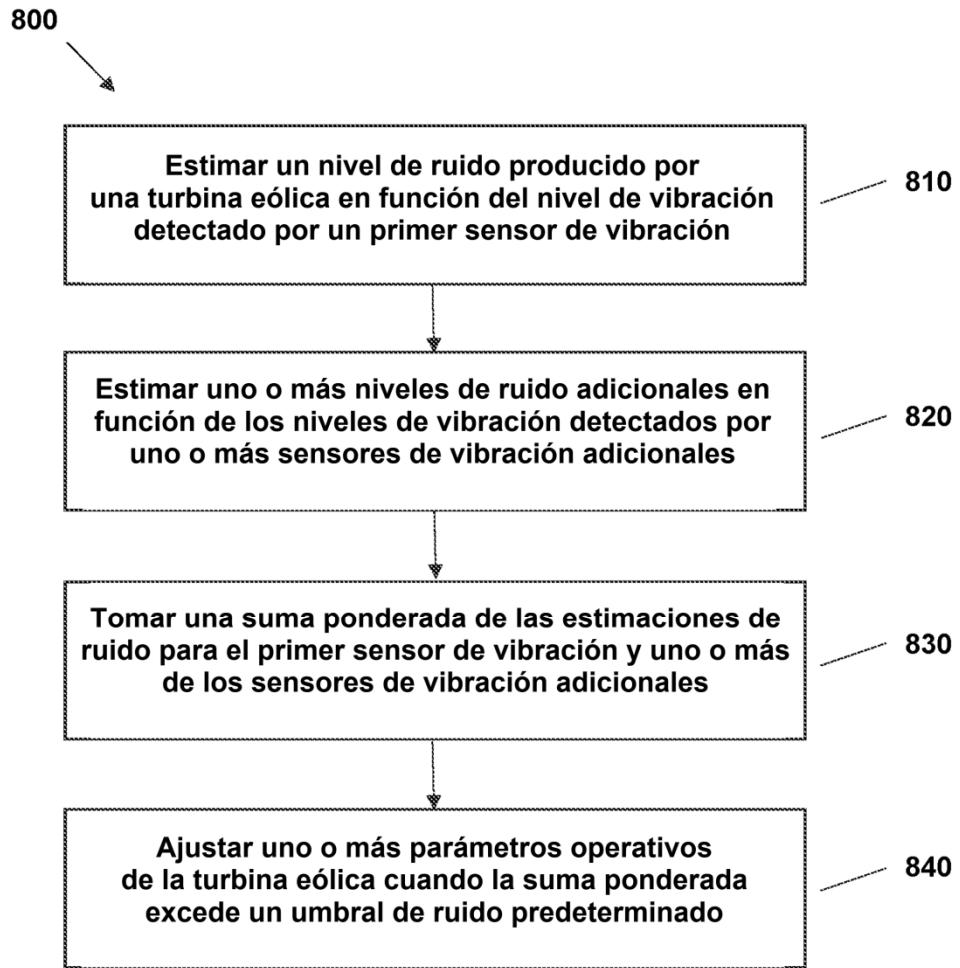 800
Estimar un nivel de ruido producido por
una turbina eólica en función del nivel de vibración
detectado por un primer sensor de vibración
810
Estimar uno o más niveles de ruido adicionales en
función de los niveles de vibración detectados por
uno o más sensores de vibración adicionales
820
Tomar una suma ponderada de las estimaciones de
ruido para el primer sensor de vibración y uno o más
de los sensores de vibración adicionales
830
Ajustar uno o más parámetros operativos
de la turbina eólica cuando la suma ponderada
excede un umbral de ruido predeterminado
840